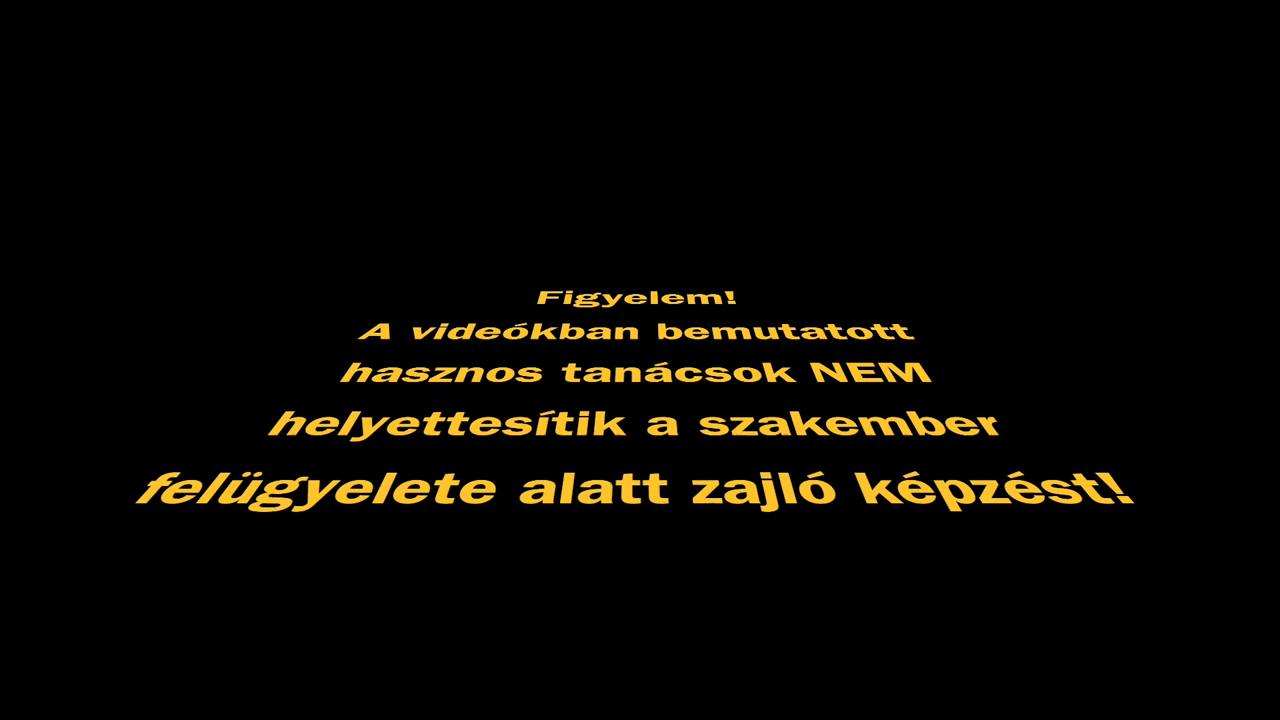 Figyelem!
A videókban bemutatott
hasznos tanácsok NEM
helyettesítik a szakember
felügyelete alatt zajló képzést!